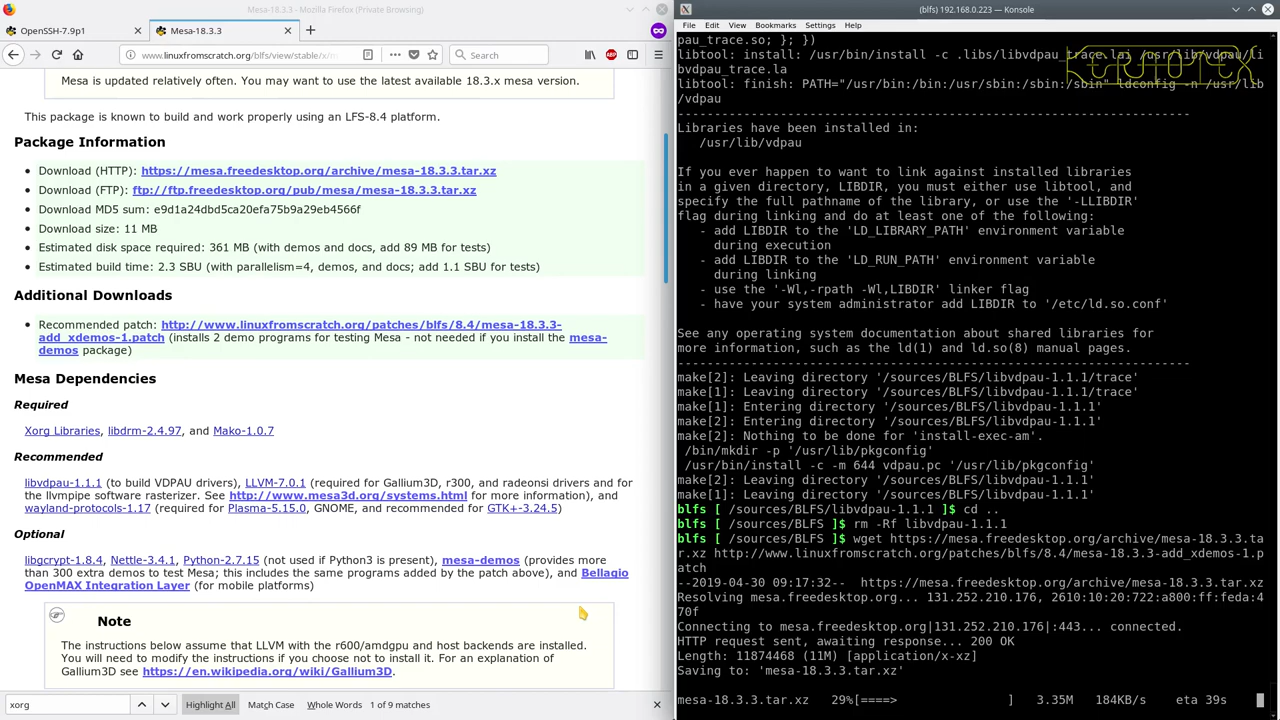 Mesa-18.3.3 - Mozilla Firefox (Private Browsing)
OpenSSH-7.9p1
Mesa-18.3.3
www.linuxfromscratch.org/blfs/view/stable/x/
Search
Mesa is updated relatively often. You may want to use the latest available 18.3.x mesa version.
This package is known to build and work properly using an LFS-8.4 platform.
Package Information
Download (HTTP): https://mesa.freedesktop.org/archive/mesa-18.3.3.tar.xz
Download (FTP): ftp://ftp.freedesktop.org/pub/mesa/mesa-18.3.3.tar.xz
Download MD5 sum: e9d1a24dbd5ca20efa75b9a29eb4566f
Download size: 11 MB
Estimated disk space required: 361 MB (with demos and docs, add 89 MB for tests)
Estimated build time: 2.3 SBU (with parallelism=4, demos, and docs; add 1.1 SBU for tests)
Additional Downloads
Recommended patch: http://www.linuxfromscratch.org/patches/blfs/8.4/mesa-18.3.3-
add_xdemos-1.patch (installs 2 demo programs for testing Mesa - not needed if you install the mesa-
demos package)
Mesa Dependencies
Required
Xorg Libraries, libdrm-2.4.97, and Mako-1.0.7
Recommended
libvdpau-1.1.1 (to build VDPAU drivers), LLVM-7.0.1 (required for Gallium3D, r300, and radeonsi drivers and for
the llvmpipe software rasterizer. See http://www.mesa3d.org/systems.html for more information), and
wayland-protocols-1.17 (required for Plasma-5.15.0, GNOME, and recommended for GTK+-3.24.5)
Optional
libgcrypt-1.8.4, Nettle-3.4.1, Python-2.7.15 (not used if Python3 is present), mesa-demos (provides more
than 300 extra demos to test Mesa; this includes the same programs added by the patch above), and Bellagio
OpenMAX Integration Layer (for mobile platforms)
Note
The instructions below assume that LLVM with the r600/amdgpu and host backends are installed.
You will need to modify the instructions if you choose not to install it. For an explanation of
Gallium3D see https://en.wikipedia.org/wiki/Gallium3D.
xorg
Highlight All
Match Case
Whole Words
1 of 9 matches
(blfs) 192.168.0.223 — Konsole
File Edit View Bookmarks Settings Help
pau_trace.so; }; })
libtool: install: /usr/bin/install -c .libs/libvdpau_trace.lai /usr/lib/vdpau/li
bvdpau_trace.la
libtool: finish: PATH="/usr/bin:/bin:/usr/sbin:/sbin:/sbin" ldconfig -n /usr/lib
/vdpau
----------------------------------------------------------------------
Libraries have been installed in:
/usr/lib/vdpau
If you ever happen to want to link against installed libraries
in a given directory, LIBDIR, you must either use libtool, and
specify the full pathname of the library, or use the '-LLIBDIR'
flag during linking and do at least one of the following:
- add LIBDIR to the 'LD_LIBRARY_PATH' environment variable
during execution
- add LIBDIR to the 'LD_RUN_PATH' environment variable
during linking
- use the '-Wl,-rpath -Wl,LIBDIR' linker flag
- have your system administrator add LIBDIR to '/etc/ld.so.conf'
See any operating system documentation about shared libraries for
more information, such as the ld(1) and ld.so(8) manual pages.
----------------------------------------------------------------------
make[2]: Leaving directory '/sources/BLFS/libvdpau-1.1.1/trace'
make[1]: Leaving directory '/sources/BLFS/libvdpau-1.1.1/trace'
make[1]: Entering directory '/sources/BLFS/libvdpau-1.1.1'
make[2]: Entering directory '/sources/BLFS/libvdpau-1.1.1'
make[2]: Nothing to be done for 'install-exec-am'.
/bin/mkdir -p '/usr/lib/pkgconfig'
/usr/bin/install -c -m 644 vdpau.pc '/usr/lib/pkgconfig'
make[2]: Leaving directory '/sources/BLFS/libvdpau-1.1.1'
make[1]: Leaving directory '/sources/BLFS/libvdpau-1.1.1'
blfs [ /sources/BLFS/libvdpau-1.1.1 ]$ cd ..
blfs [ /sources/BLFS ]$ rm -Rf libvdpau-1.1.1
blfs [ /sources/BLFS ]$ wget https://mesa.freedesktop.org/archive/mesa-18.3.3.ta
r.xz http://www.linuxfromscratch.org/patches/blfs/8.4/mesa-18.3.3-add_xdemos-1.p
atch
--2019-04-30 09:17:32-- https://mesa.freedesktop.org/archive/mesa-18.3.3.tar.xz
Resolving mesa.freedesktop.org... 131.252.210.176, 2610:10:20:722:a800:ff:feda:4
70f
Connecting to mesa.freedesktop.org|131.252.210.176|:443... connected.
HTTP request sent, awaiting response... 200 OK
Length: 11874468 (11M) [application/x-xz]
Saving to: 'mesa-18.3.3.tar.xz'
mesa-18.3.3.tar.xz 29%[====> ] 3.35M 184KB/s eta 39s